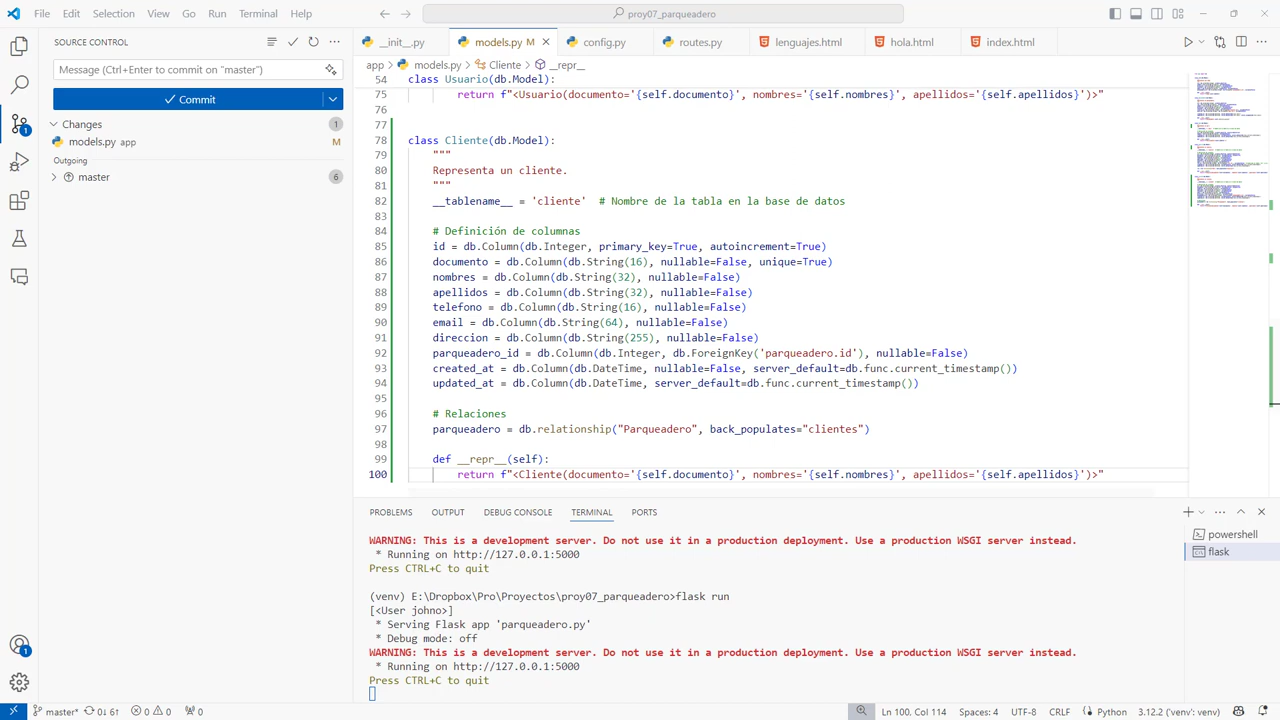 File Edit Selection View Go Run Terminal Help
proy07_parqueadero
SOURCE CONTROL
__init__.py
models.py M
config.py
routes.py
lenguajes.html
hola.html
index.html
Message (Ctrl+Enter to commit on "master")
Commit
Changes
models.py app
Outgoing
master
app > models.py > Cliente > __repr__
54 class Usuario(db.Model):
75 return f"<Usuario(documento='{self.documento}', nombres='{self.nombres}', apellidos='{self.apellidos}')>"
76
77
78 class Cliente(db.Model):
79 """
80 Representa un cliente.
81 """
82 __tablename__ = 'cliente' # Nombre de la tabla en la base de datos
83
84 # Definición de columnas
85 id = db.Column(db.Integer, primary_key=True, autoincrement=True)
86 documento = db.Column(db.String(16), nullable=False, unique=True)
87 nombres = db.Column(db.String(32), nullable=False)
88 apellidos = db.Column(db.String(32), nullable=False)
89 telefono = db.Column(db.String(16), nullable=False)
90 email = db.Column(db.String(64), nullable=False)
91 direccion = db.Column(db.String(255), nullable=False)
92 parqueadero_id = db.Column(db.Integer, db.ForeignKey('parqueadero.id'), nullable=False)
93 created_at = db.Column(db.DateTime, nullable=False, server_default=db.func.current_timestamp())
94 updated_at = db.Column(db.DateTime, server_default=db.func.current_timestamp())
95
96 # Relaciones
97 parqueadero = db.relationship("Parqueadero", back_populates="clientes")
98
99 def __repr__(self):
100 return f"<Cliente(documento='{self.documento}', nombres='{self.nombres}', apellidos='{self.apellidos}')>"
PROBLEMS OUTPUT DEBUG CONSOLE TERMINAL PORTS
WARNING: This is a development server. Do not use it in a production deployment. Use a production WSGI server instead.
* Running on http://127.0.0.1:5000
Press CTRL+C to quit
(venv) E:\Dropbox\Pro\Proyectos\proy07_parqueadero>flask run
[<User johno>]
* Serving Flask app 'parqueadero.py'
* Debug mode: off
WARNING: This is a development server. Do not use it in a production deployment. Use a production WSGI server instead.
* Running on http://127.0.0.1:5000
Press CTRL+C to quit
powershell
flask
master* 0↓ 6↑ 0 0 0 Ln 100, Col 114 Spaces: 4 UTF-8 CRLF Python 3.12.2 ('venv': venv)